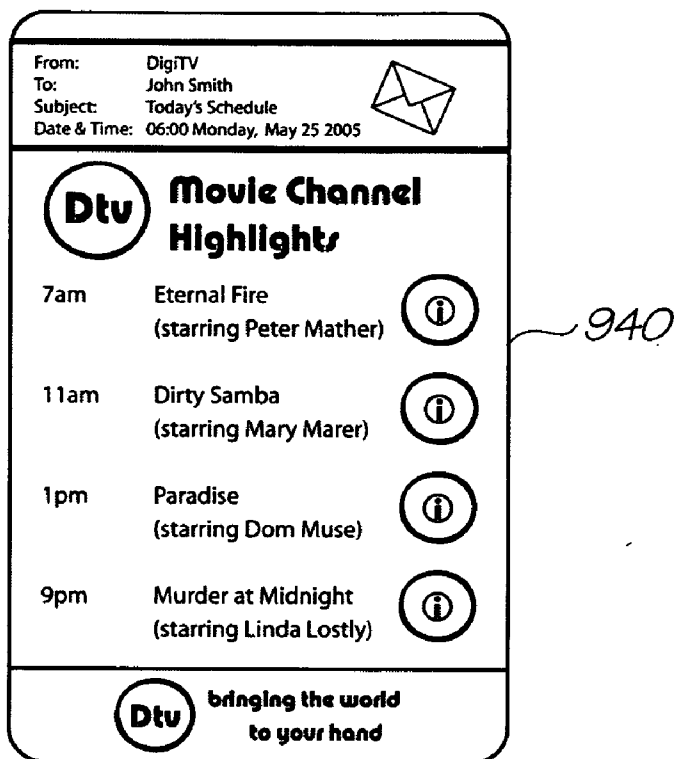 From: DigiTV
To: John Smith
Subject: Today's Schedule
Date & Time: 06:00 Monday, May 25 2005
Dtv
Movie Channel
Highlights
7am Eternal Fire i
(starring Peter Mather)
940
11am Dirty Samba i
(starring Mary Marer)
1pm Paradise i
(starring Dom Muse)
9pm Murder at Midnight i
(starring Linda Lostly)
Dtv
bringing the world
to your hand